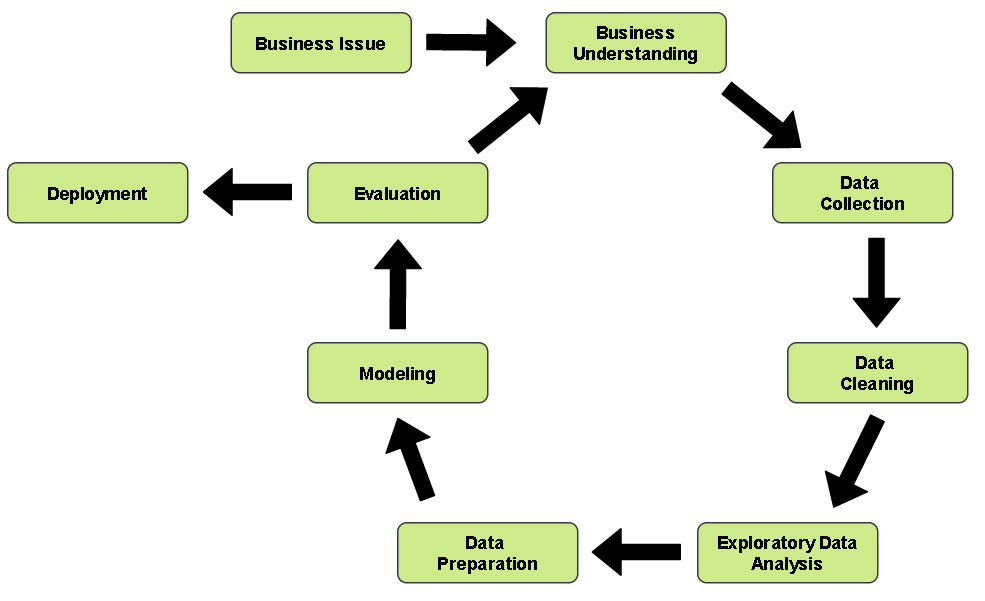 Business Issue
Business
Understanding
Deployment
Evaluation
Data
Collection
Modeling
Data
Cleaning
Data
Preparation
Exploratory Data
Analysis